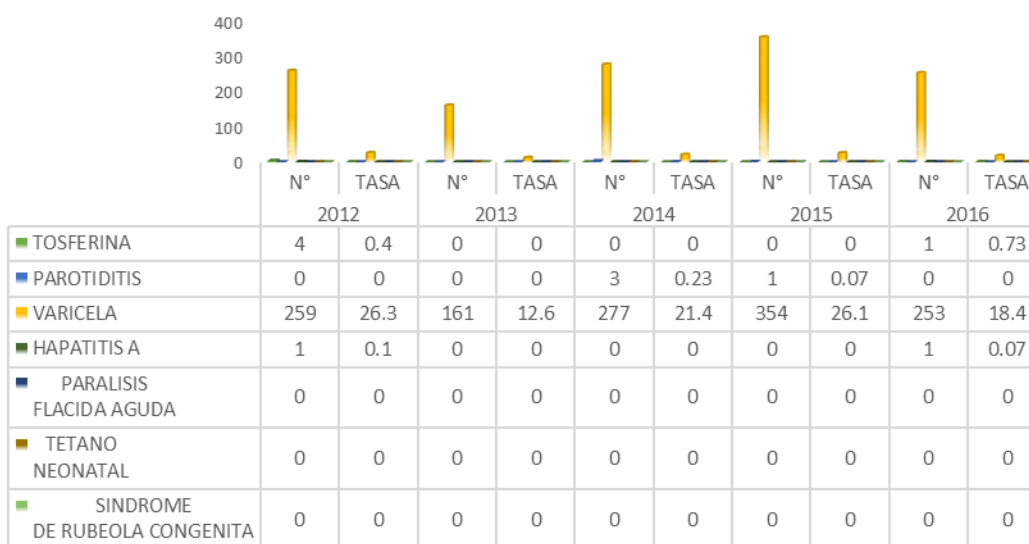 400
300
200
100
0
N° TASA N° TASA N° TASA N° TASA N° TASA
2012 2013 2014 2015 2016
TOSFERINA 4 0.4 0 0 0 0 0 0 1 0.73
PAROTIDITIS 0 0 0 0 3 0.23 1 0.07 0 0
VARICELA 259 26.3 161 12.6 277 21.4 354 26.1 253 18.4
HAPATITIS A 1 0.1 0 0 0 0 0 0 1 0.07
PARALISIS
FLACIDA AGUDA 0 0 0 0 0 0 0 0 0 0
TETANO
NEONATAL 0 0 0 0 0 0 0 0 0 0
SINDROME
DE RUBEOLA CONGENITA 0 0 0 0 0 0 0 0 0 0